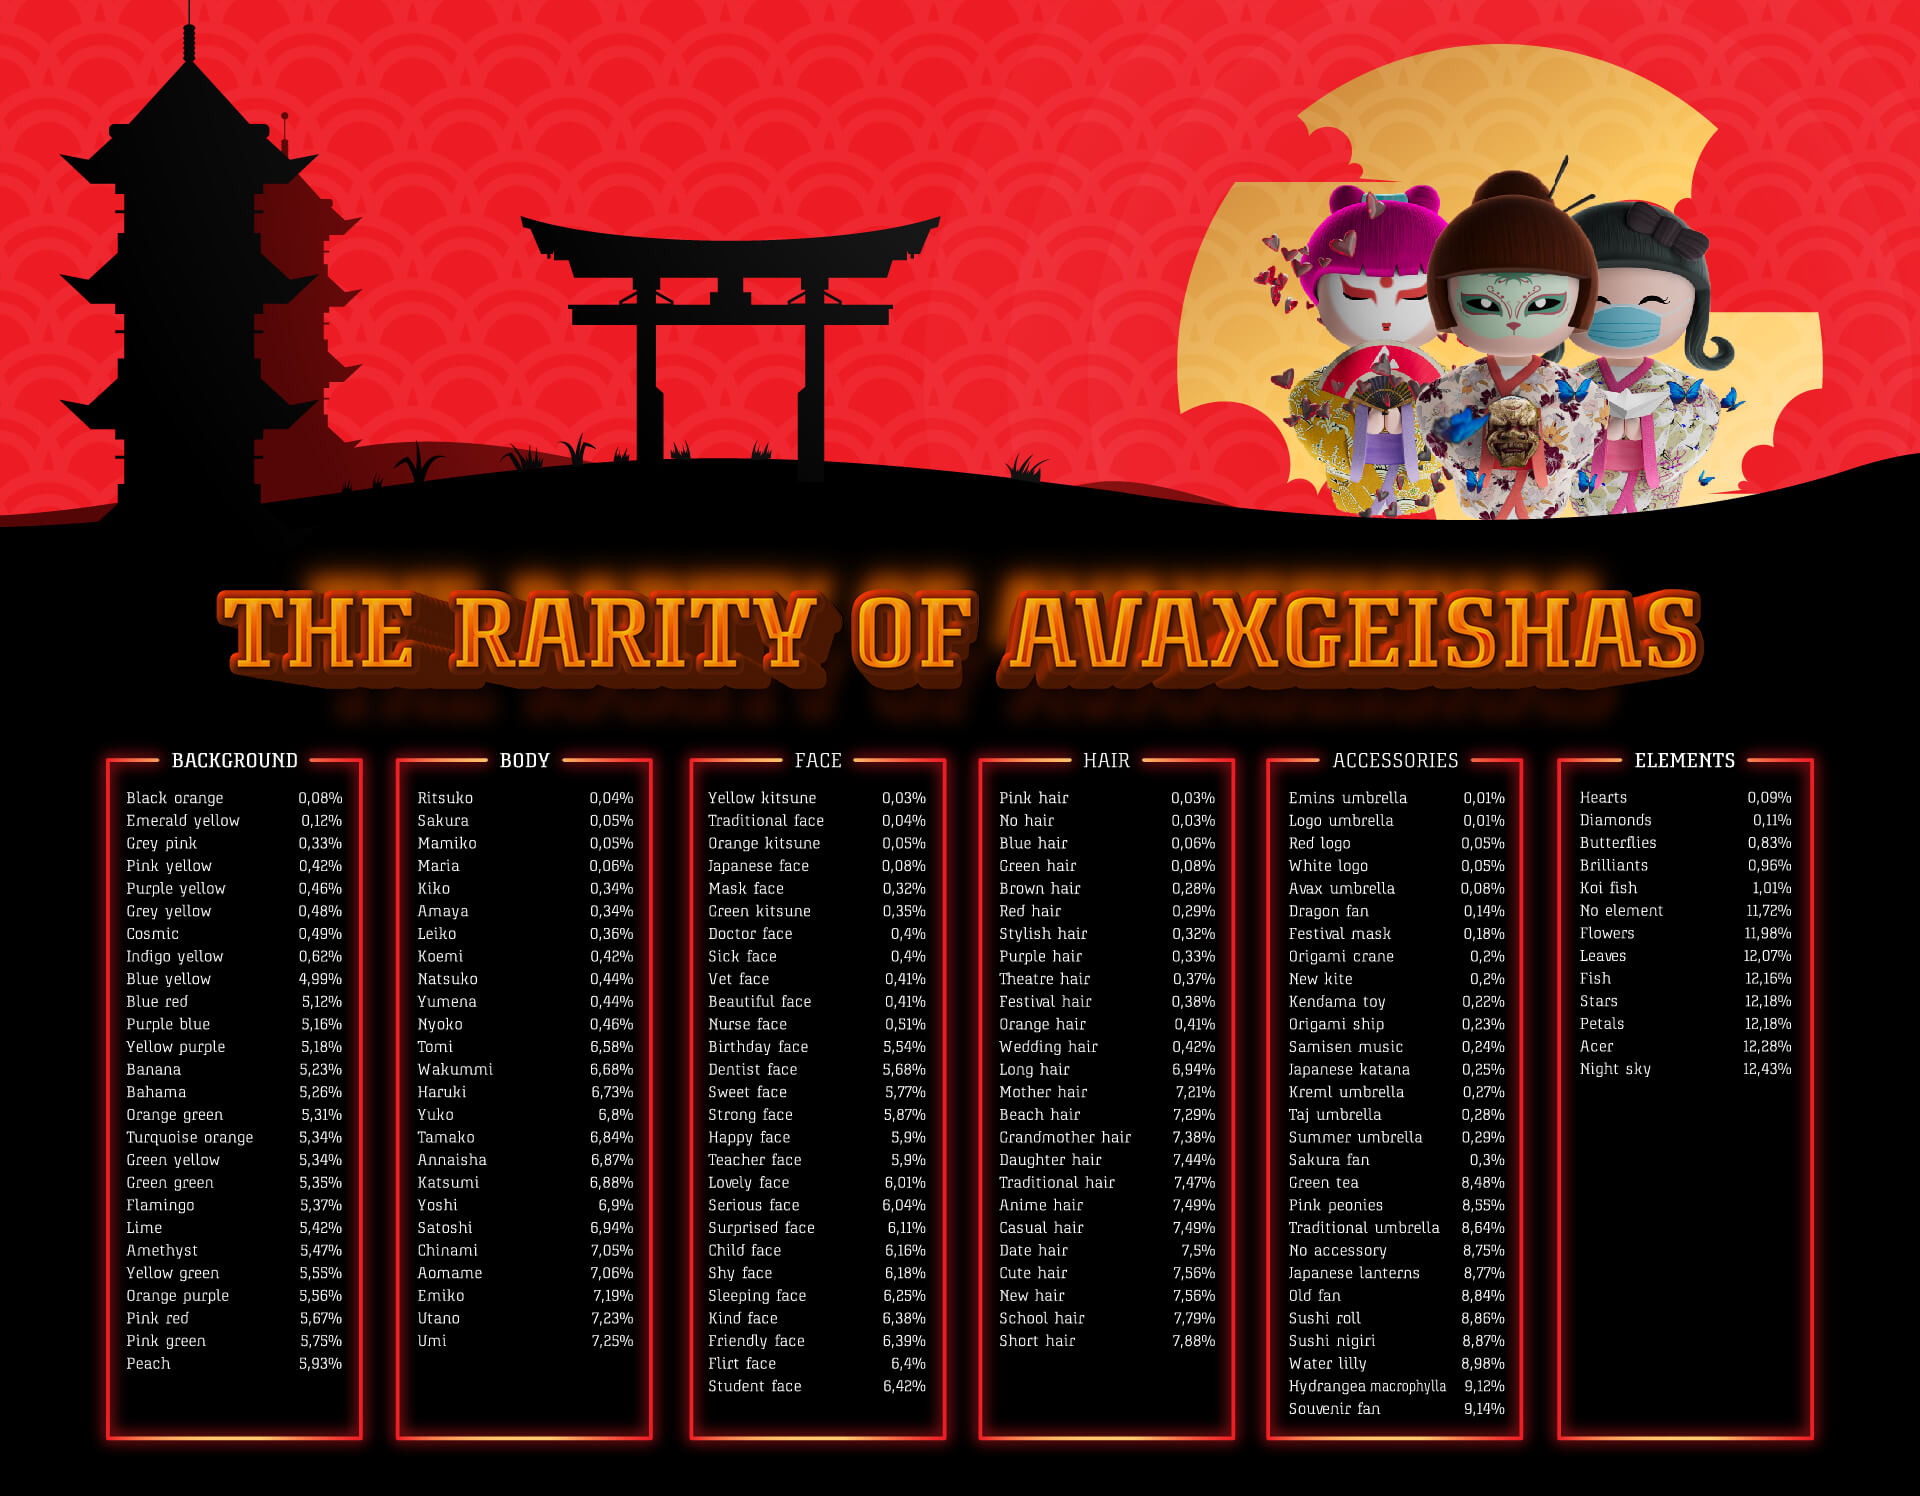 THE RARITY OF AVAXGEISHAS
BACKGROUND
Black orange 0,08%
Emerald yellow 0,12%
Grey pink 0,33%
Pink yellow 0,42%
Purple yellow 0,46%
Grey yellow 0,48%
Cosmic 0,49%
Indigo yellow 0,62%
Blue yellow 4,99%
Blue red 5,12%
Purple blue 5,16%
Yellow purple 5,18%
Banana 5,23%
Bahama 5,26%
Orange green 5,31%
Turquoise orange 5,34%
Green yellow 5,34%
Green green 5,35%
Flamingo 5,37%
Lime 5,42%
Amethyst 5,47%
Yellow green 5,55%
Orange purple 5,56%
Pink red 5,67%
Pink green 5,75%
Peach 5,93%
BODY
Ritsuko 0,04%
Sakura 0,05%
Mamiko 0,05%
Maria 0,06%
Kiko 0,34%
Amaya 0,34%
Leiko 0,36%
Koemi 0,42%
Natsuko 0,44%
Yumena 0,44%
Nyoko 0,46%
Tomi 6,58%
Wakummi 6,68%
Haruki 6,73%
Yuko 6,8%
Tamako 6,84%
Annaisha 6,87%
Katsumi 6,88%
Yoshi 6,9%
Satoshi 6,94%
Chinami 7,05%
Aomame 7,06%
Emiko 7,19%
Utano 7,23%
Umi 7,25%
FACE
Yellow kitsune 0,03%
Traditional face 0,04%
Orange kitsune 0,05%
Japanese face 0,08%
Mask face 0,32%
Green kitsune 0,35%
Doctor face 0,4%
Sick face 0,4%
Vet face 0,41%
Beautiful face 0,41%
Nurse face 0,51%
Birthday face 5,54%
Dentist face 5,68%
Sweet face 5,77%
Strong face 5,87%
Happy face 5,9%
Teacher face 5,9%
Lovely face 6,01%
Serious face 6,04%
Surprised face 6,11%
Child face 6,16%
Shy face 6,18%
Sleeping face 6,25%
Kind face 6,38%
Friendly face 6,39%
Flirt face 6,4%
Student face 6,42%
HAIR
Pink hair 0,03%
No hair 0,03%
Blue hair 0,06%
Green hair 0,08%
Brown hair 0,28%
Red hair 0,29%
Stylish hair 0,32%
Purple hair 0,33%
Theatre hair 0,37%
Festival hair 0,38%
Orange hair 0,41%
Wedding hair 0,42%
Long hair 6,94%
Mother hair 7,21%
Beach hair 7,29%
Grandmother hair 7,38%
Daughter hair 7,44%
Traditional hair 7,47%
Anime hair 7,49%
Casual hair 7,49%
Date hair 7,5%
Cute hair 7,56%
New hair 7,56%
School hair 7,79%
Short hair 7,88%
ACCESSORIES
Emins umbrella 0,01%
Logo umbrella 0,01%
Red logo 0,05%
White logo 0,05%
Avax umbrella 0,08%
Dragon fan 0,14%
Festival mask 0,18%
Origami crane 0,2%
New kite 0,2%
Kendama toy 0,22%
Origami ship 0,23%
Samisen music 0,24%
Japanese katana 0,25%
Kreml umbrella 0,27%
Taj umbrella 0,28%
Summer umbrella 0,29%
Sakura fan 0,3%
Green tea 8,48%
Pink peonies 8,55%
Traditional umbrella 8,64%
No accessory 8,75%
Japanese lanterns 8,77%
Old fan 8,84%
Sushi roll 8,86%
Sushi nigiri 8,87%
Water lilly 8,98%
Hydrangea macrophylla 9,12%
Souvenir fan 9,14%
ELEMENTS
Hearts 0,09%
Diamonds 0,11%
Butterflies 0,83%
Brilliants 0,96%
Koi fish 1,01%
No element 11,72%
Flowers 11,98%
Leaves 12,07%
Fish 12,16%
Stars 12,18%
Petals 12,18%
Acer 12,28%
Night sky 12,43%